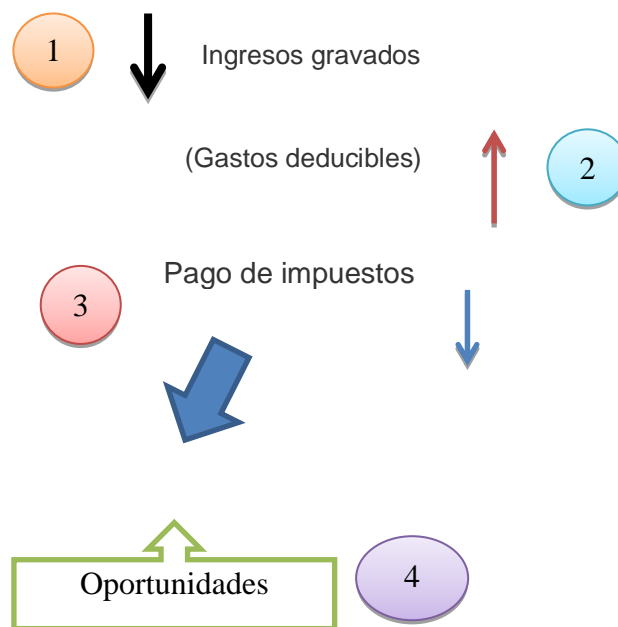 1
Ingresos gravados
(Gastos deducibles)
2
Pago de impuestos
3
Oportunidades
4